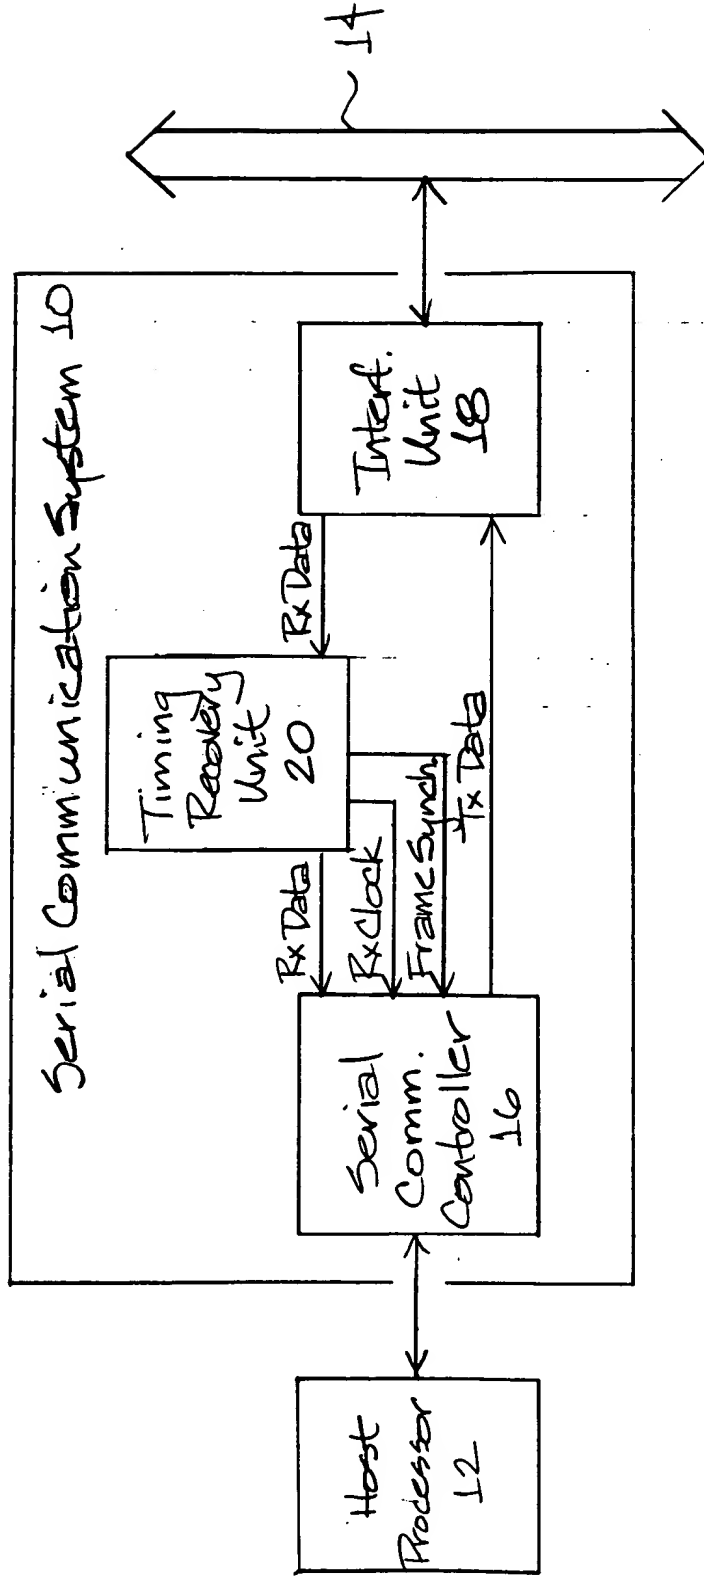 Serial Communication System 10
Host
Processor
12
Serial
Comm.
Controller
16
Rx Data
Rx Clock
Frame Synch.
Tx Data
Timing
Recovery
Unit
20
Rx Data
Interf.
Unit
18
14